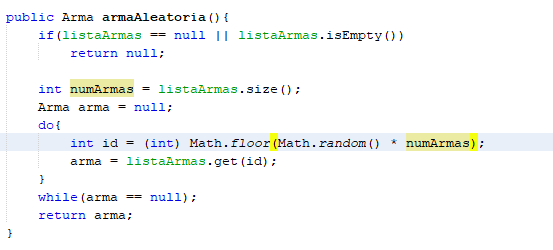 public Arma armaAleatoria(){
if(listaArmas == null || listaArmas.isEmpty())
return null;
int numArmas = listaArmas.size();
Arma arma = null;
do{
int id = (int) Math.floor(Math.random() * numArmas);
arma = listaArmas.get(id);
}
while(arma == null);
return arma;
}